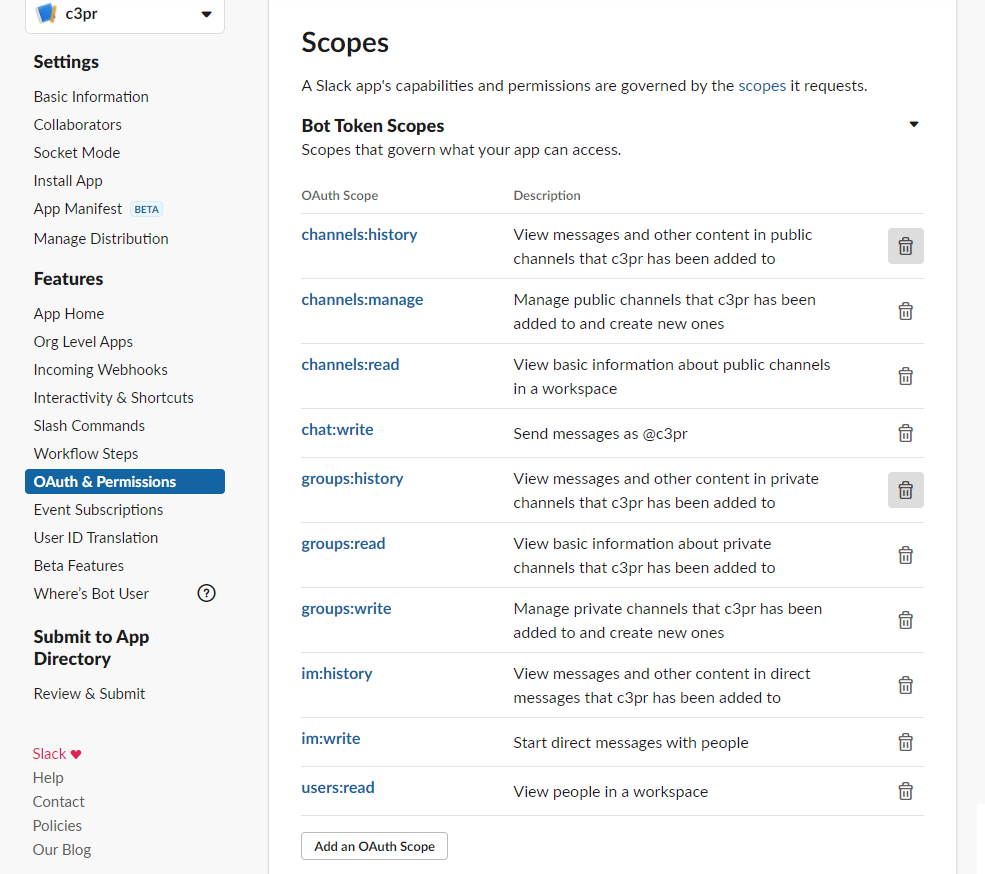 c3pr
Settings
Basic Information
Collaborators
Socket Mode
Install App
App Manifest BETA
Manage Distribution
Features
App Home
Org Level Apps
Incoming Webhooks
Interactivity & Shortcuts
Slash Commands
Workflow Steps
OAuth & Permissions
Event Subscriptions
User ID Translation
Beta Features
Where's Bot User ?
Submit to App
Directory
Review & Submit
Slack
Help
Contact
Policies
Our Blog
Scopes
A Slack app's capabilities and permissions are governed by the scopes it requests.
Bot Token Scopes
Scopes that govern what your app can access.
OAuth Scope Description
channels:history View messages and other content in public
channels that c3pr has been added to
channels:manage Manage public channels that c3pr has been
added to and create new ones
channels:read View basic information about public channels
in a workspace
chat:write Send messages as @c3pr
groups:history View messages and other content in private
channels that c3pr has been added to
groups:read View basic information about private
channels that c3pr has been added to
groups:write Manage private channels that c3pr has been
added to and create new ones
im:history View messages and other content in direct
messages that c3pr has been added to
im:write Start direct messages with people
users:read View people in a workspace
Add an OAuth Scope